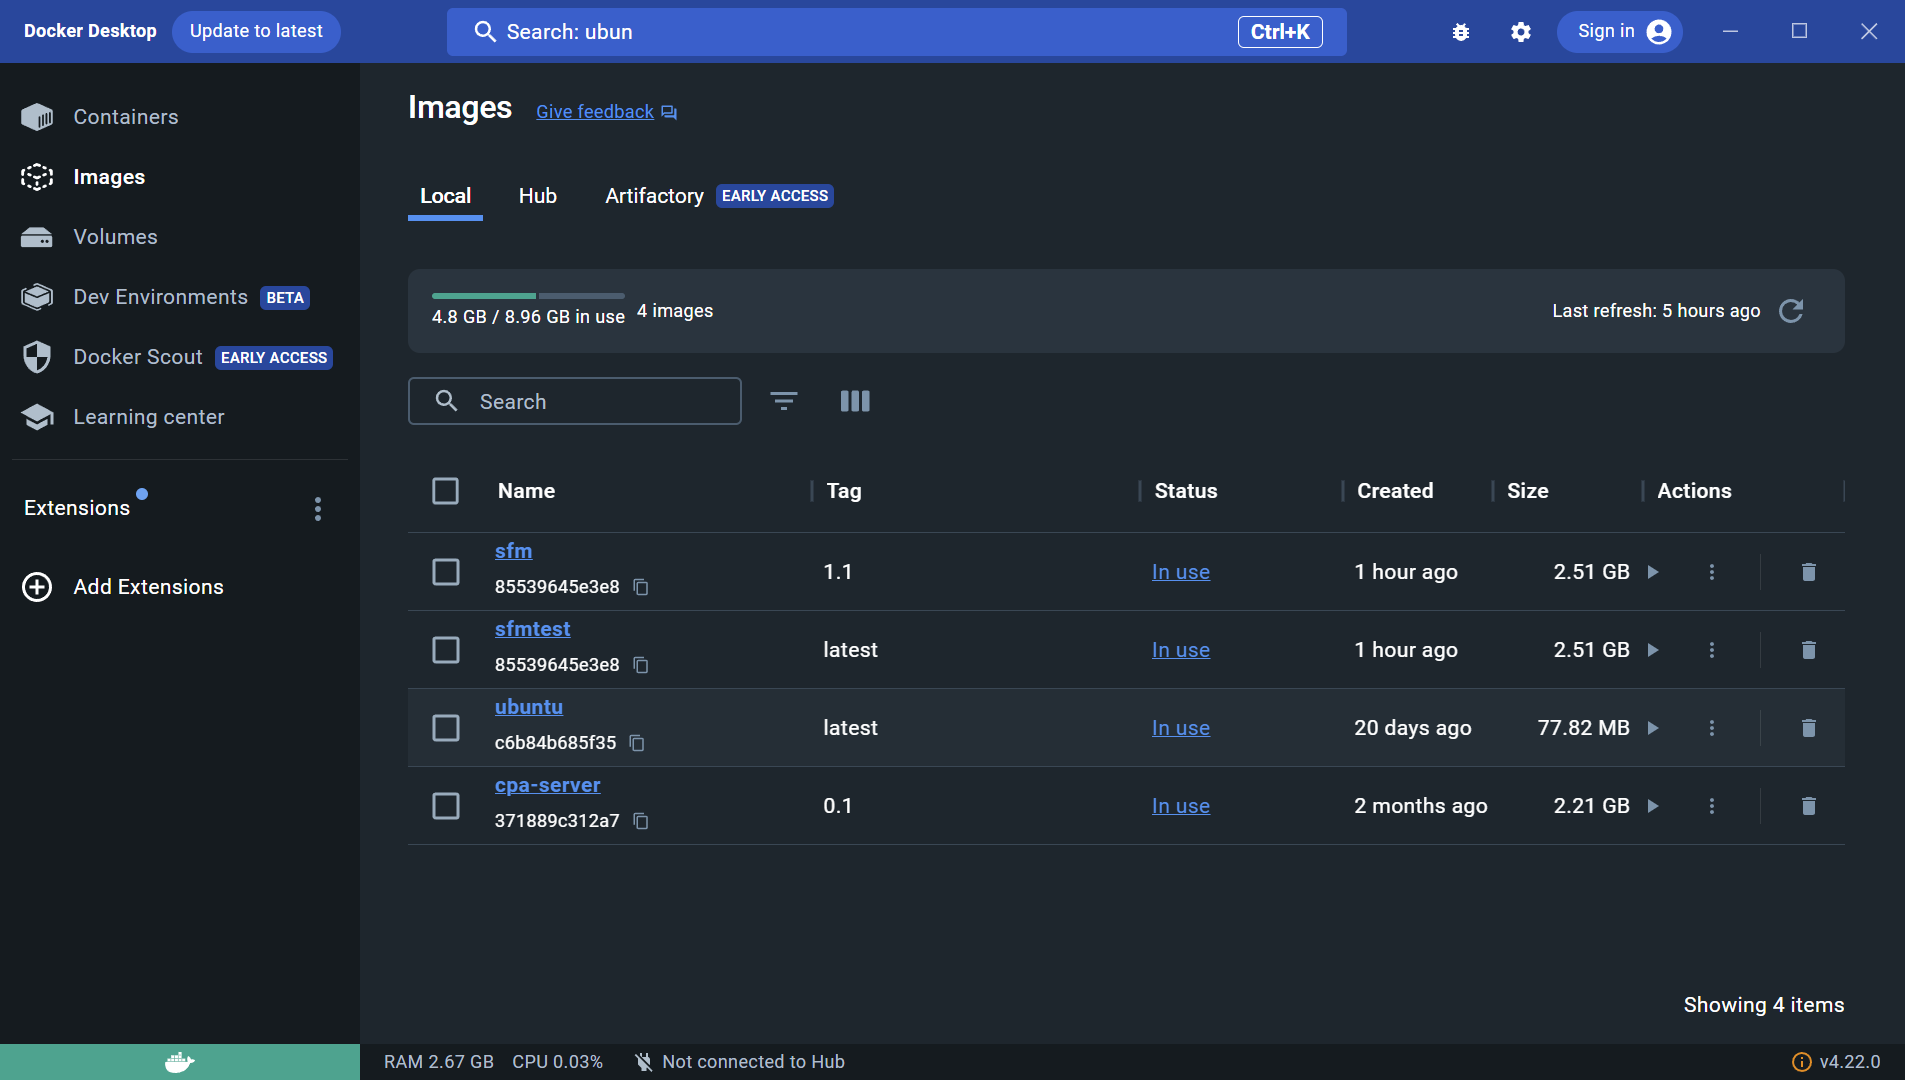 Docker Desktop
Update to latest
Search: ubun
Ctrl+K
Sign in
Containers
Images
Volumes
Dev Environments BETA
Docker Scout EARLY ACCESS
Learning center
Extensions
Add Extensions
Images
Give feedback
Local
Hub
Artifactory EARLY ACCESS
4.8 GB / 8.96 GB in use
4 images
Last refresh: 5 hours ago
Search
Name Tag Status Created Size Actions
sfm
85539645e3e8
1.1 In use 1 hour ago 2.51 GB
sfmtest
85539645e3e8
latest In use 1 hour ago 2.51 GB
ubuntu
c6b84b685f35
latest In use 20 days ago 77.82 MB
cpa-server
371889c312a7
0.1 In use 2 months ago 2.21 GB
Showing 4 items
RAM 2.67 GB CPU 0.03% Not connected to Hub
v4.22.0